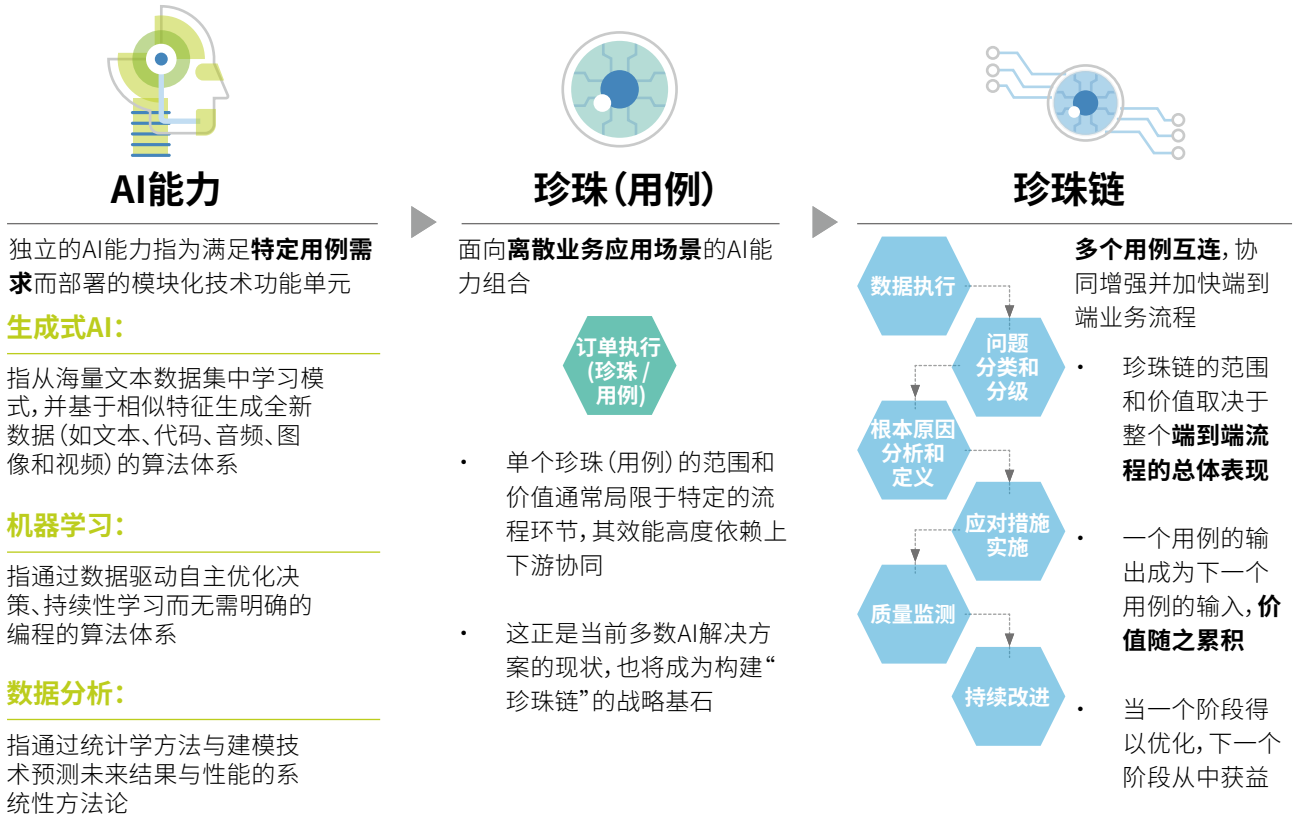 AI能力
独立的AI能力指为满足特定用例需
求而部署的模块化技术功能单元
生成式AI：
指从海量文本数据集中学习模
式，并基于相似特征生成全新
数据（如文本、代码、音频、图
像和视频）的算法体系
机器学习：
指通过数据驱动自主优化决
策、持续性学习而无需明确的
编程的算法体系
数据分析：
指通过统计学方法与建模技
术预测未来结果与性能的系
统性方法论
珍珠（用例）
面向离散业务应用场景的AI能
力组合
订单执行
(珍珠 /
用例)
· 单个珍珠（用例）的范围和
价值通常局限于特定的流
程环节，其效能高度依赖上
下游协同
· 这正是当前多数AI解决方
案的现状，也将成为构建“
珍珠链”的战略基石
珍珠链
数据执行
问题
分类和
分级
根本原因
分析和
定义
应对措施
实施
质量监测
持续改进
多个用例互连，协
同增强并加快端到
端业务流程
· 珍珠链的范围
和价值取决于
整个端到端流
程的总体表现
· 一个用例的输
出成为下一个
用例的输入，价
值随之累积
· 当一个阶段得
以优化，下一个
阶段从中获益